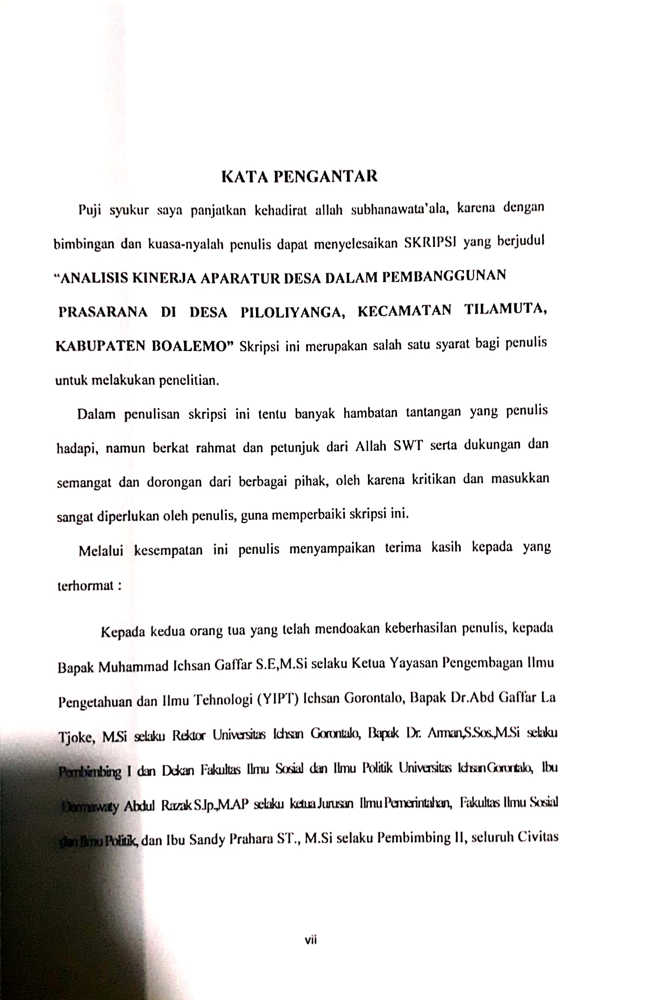 KATA PENGANTAR
Puji syukur saya panjatkan kehadirat allah subhanawata’ala, karena dengan
bimbingan dan kuasa-nyalah penulis dapat menyelesaikan SKRIPSI yang berjudul
“ANALISIS KINERJA APARATUR DESA DALAM PEMBANGGUNAN
PRASARANA DI DESA PILOLIYANGA, KECAMATAN TILAMUTA,
KABUPATEN BOALEMO” Skripsi ini merupakan salah satu syarat bagi penulis
untuk melakukan penelitian.
Dalam penulisan skripsi ini tentu banyak hambatan tantangan yang penulis
hadapi, namun berkat rahmat dan petunjuk dari Allah SWT serta dukungan dan
semangat dan dorongan dari berbagai pihak, oleh karena kritikan dan masukkan
sangat diperlukan oleh penulis, guna memperbaiki skripsi ini.
Melalui kesempatan ini penulis menyampaikan terima kasih kepada yang
terhormat :
Kepada kedua orang tua yang telah mendoakan keberhasilan penulis, kepada
Bapak Muhammad Ichsan Gaffar S.E,M.Si selaku Ketua Yayasan Pengembagan Ilmu
Pengetahuan dan Ilmu Tehnologi (YIPT) Ichsan Gorontalo, Bapak Dr.Abd Gaffar La
Tjoke, M.Si selaku Rektor Universitas Ichsan Gorontalo, Bapak Dr. Arman,S.Sos.,M.Si selaku
Pembimbing I dan Dekan Fakultas Ilmu Sosial dan Ilmu Politik Universitas Ichsan Gorontalo, Ibu
Darmawaty Abdul Razak S.Ip.,M.AP selaku ketua Jurusan Ilmu Pemerintahan, Fakultas Ilmu Sosial
dan Ilmu Politik, dan Ibu Sandy Prahara ST., M.Si selaku Pembimbing II, seluruh Civitas
vii